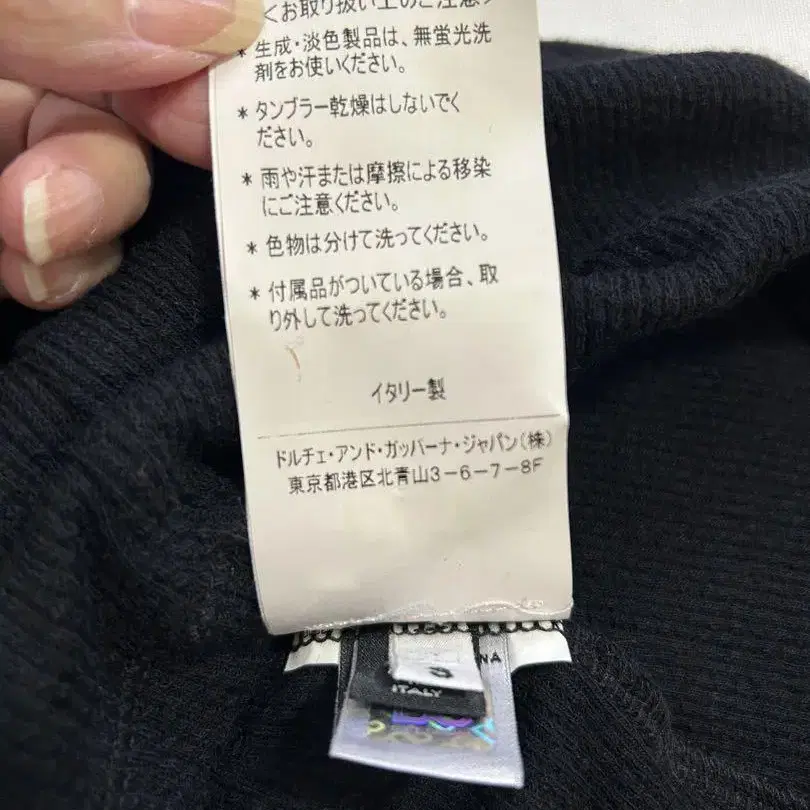 <お取り扱い上のご注意>
* 生成・淡色製品は、無蛍光洗
剤をお使いください。
* タンブラー乾燥はしないでく
ださい。
* 雨や汗または摩擦による移染
にご注意ください。
* 色物は分けて洗ってください。
* 付属品がついている場合、取
り外して洗ってください。
イタリー製
ドルチェ・アンド・ガッバーナ・ジャパン(株)
東京都港区北青山3-6-7-8F
NA
ITALY